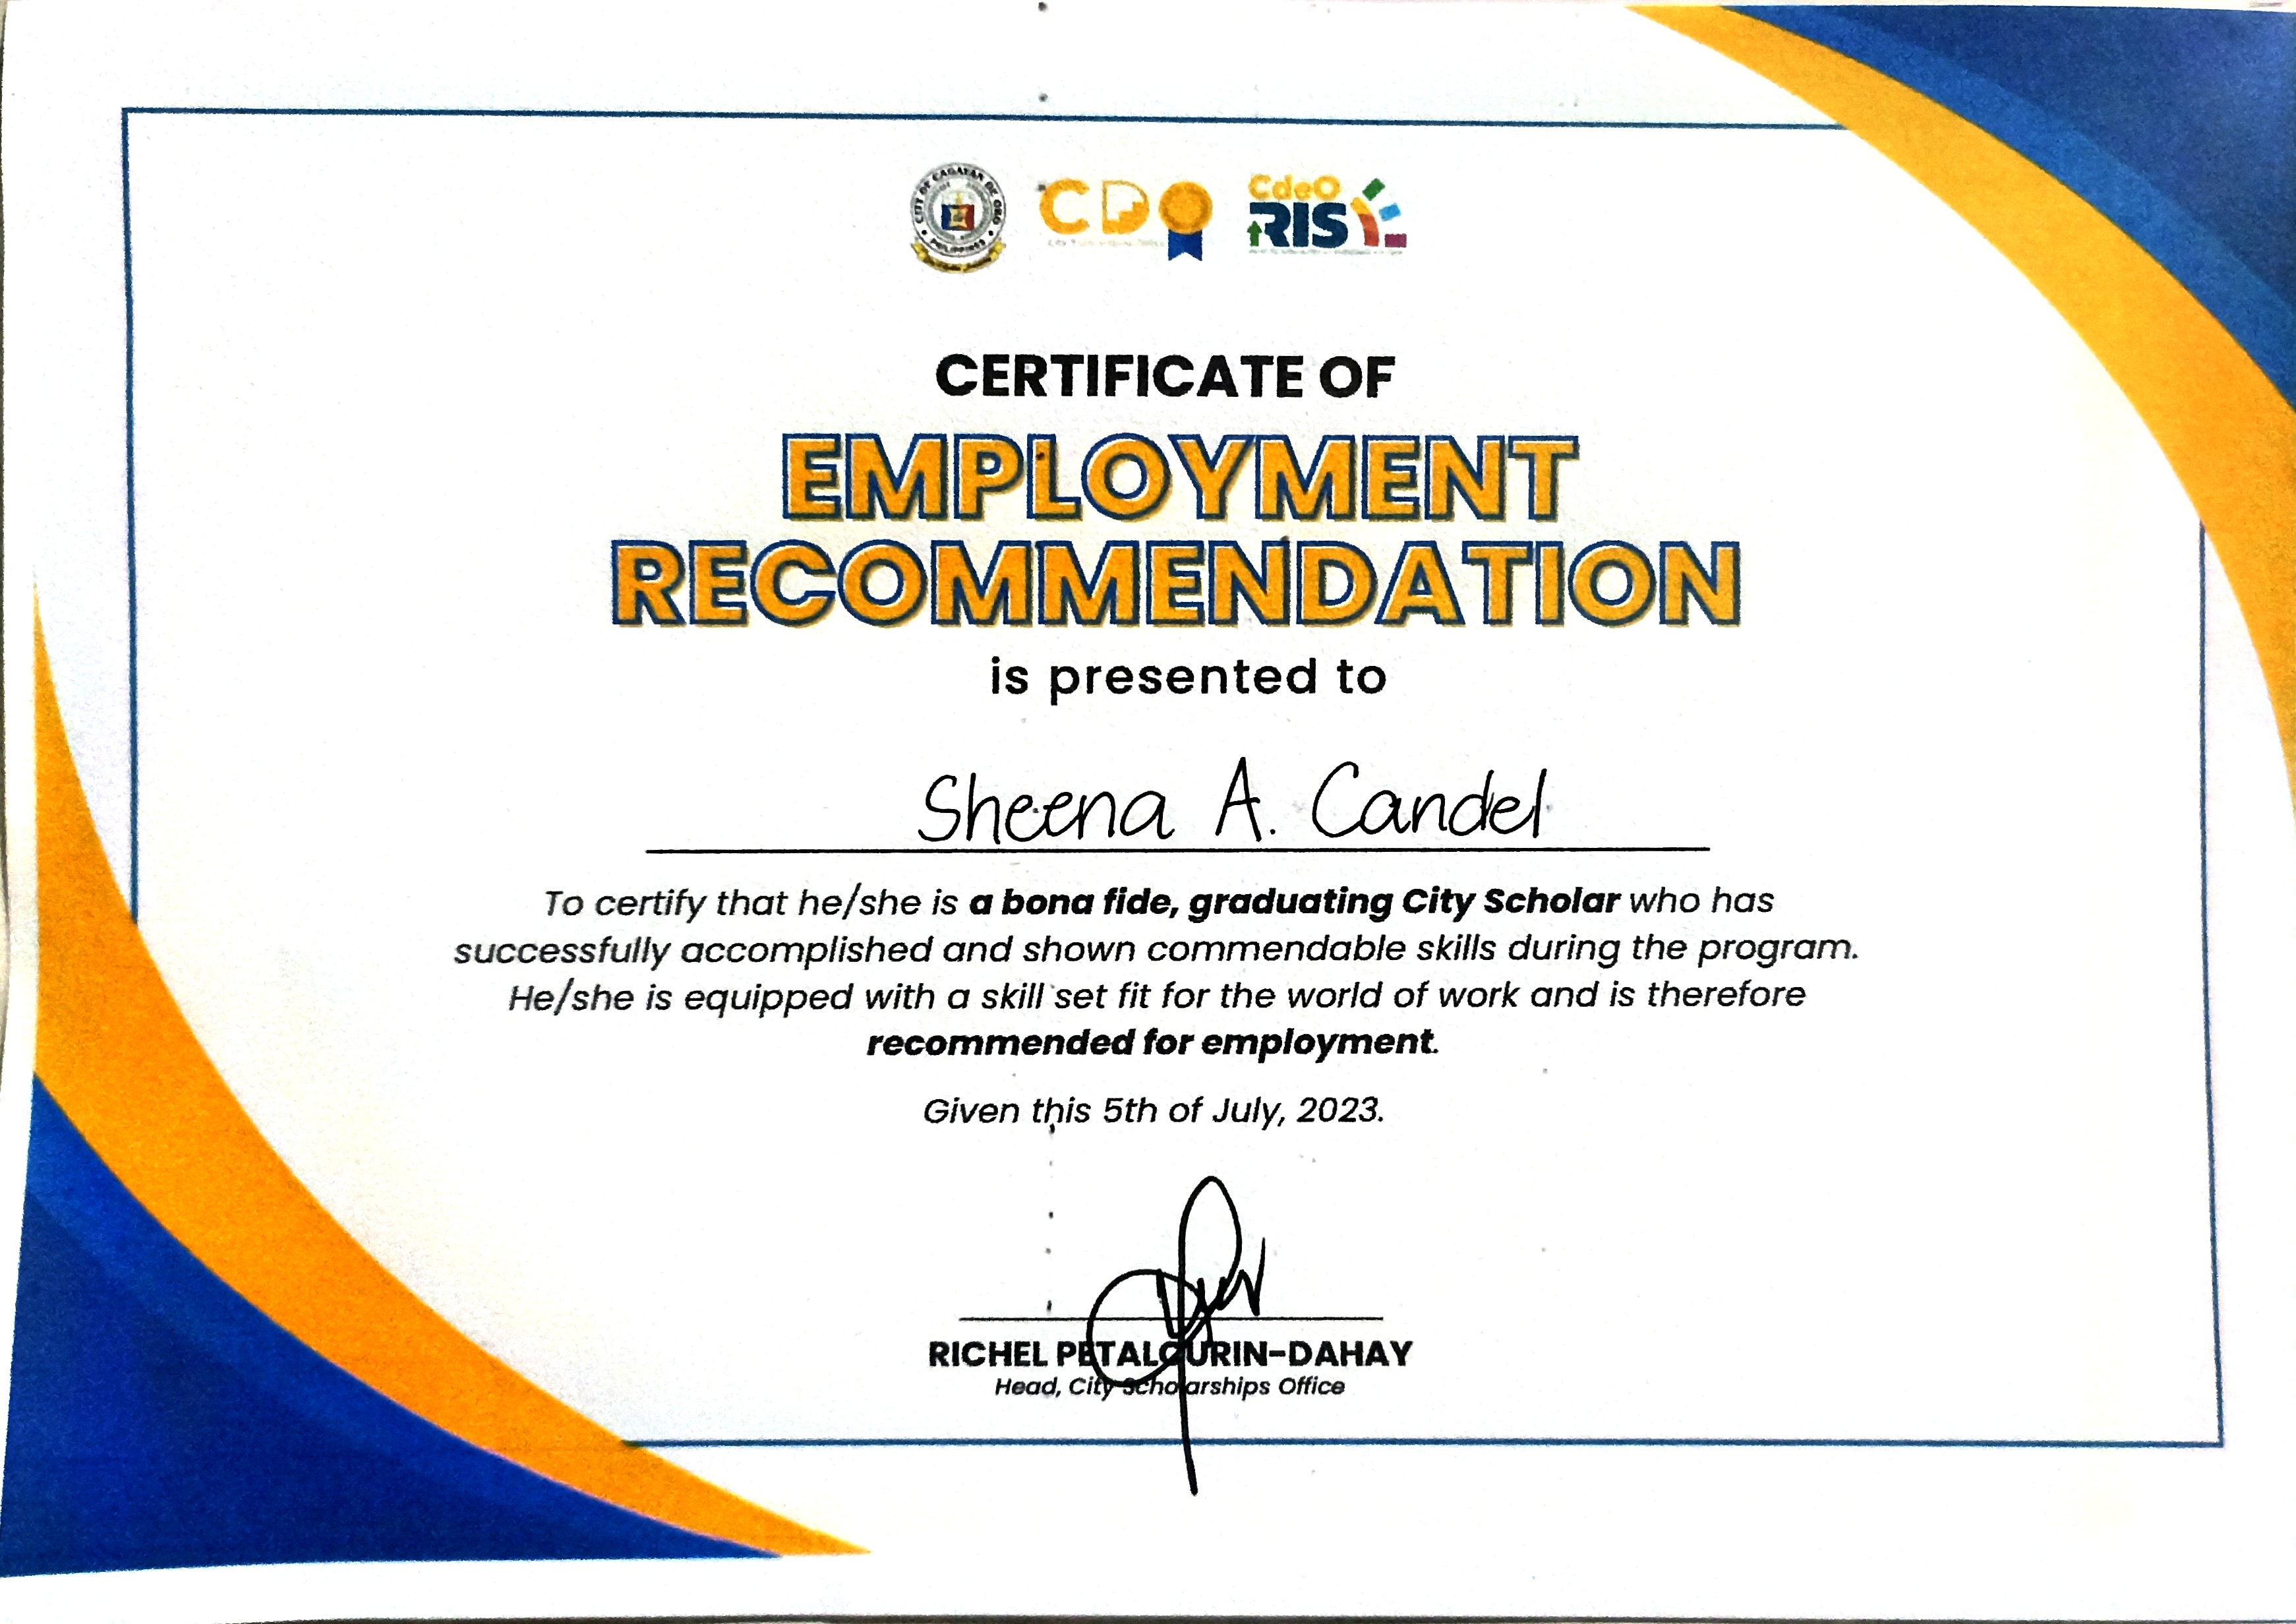 CITY OF CAGAYAN DE ORO
PHILIPPINES
CDO
CdeO
RISE
CERTIFICATE OF
EMPLOYMENT
RECOMMENDATION
is presented to
Sheena A. Candel
To certify that he/she is a bona fide, graduating City Scholar who has
successfully accomplished and shown commendable skills during the program.
He/she is equipped with a skill set fit for the world of work and is therefore
recommended for employment.
Given this 5th of July, 2023.
RICHEL PETALCURIN-DAHAY
Head, City Scholarships Office